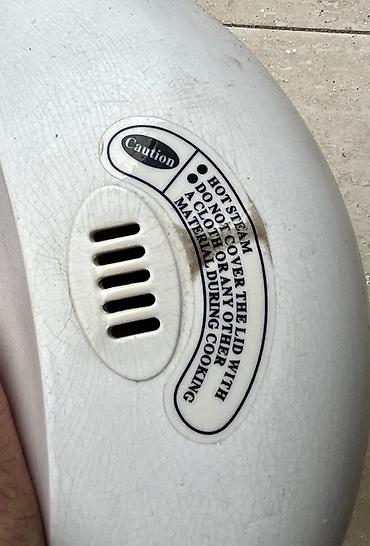 Caution
● HOT STEAM
● DO NOT COVER THE LID WITH
A CLOTH OR ANY OTHER
MATERIAL DURING COOKING